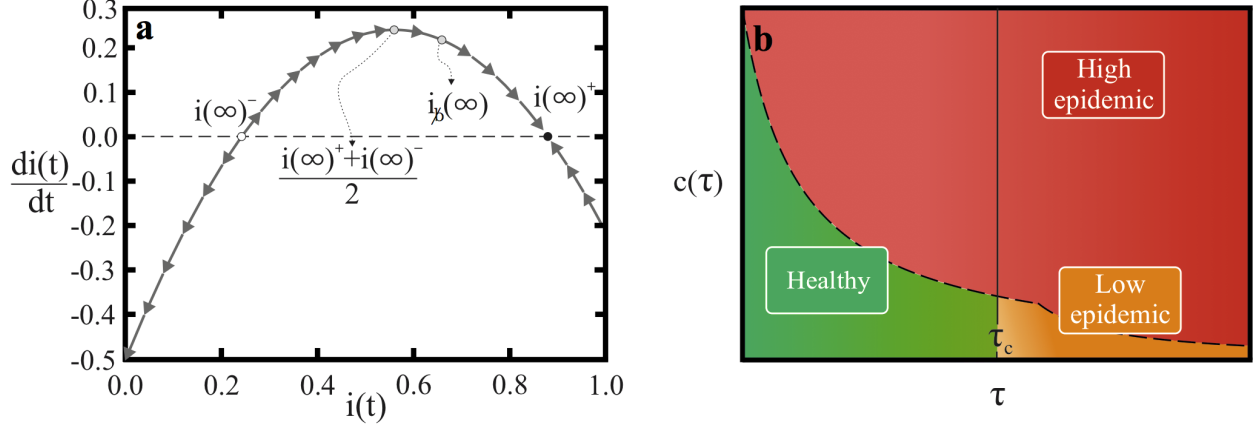 a
0.3
0.2
0.1
0.0
-0.1
-0.2
-0.3
-0.4
-0.5
di(t)
dt
i(∞)⁻
i(∞)⁺
(∞)
i(∞)⁺+i(∞)⁻
2
0.0 0.2 0.4 0.6 0.8 1.0
i(t)
b
c(τ)
High
epidemic
Healthy
Low
epidemic
τc
τ